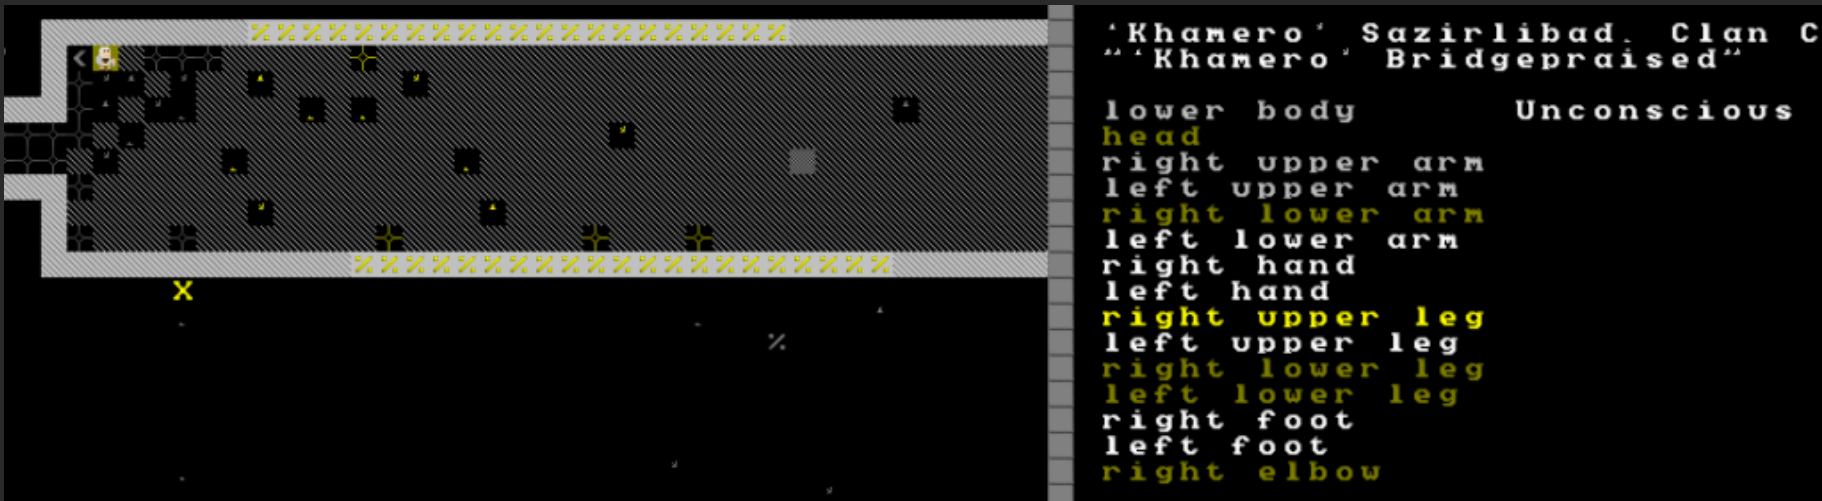 'Khamero' Sazirlibad. Clan C
"'Khamero' Bridgepraised"
lower body Unconscious
head
right upper arm
left upper arm
right lower arm
left lower arm
right hand
left hand
right upper leg
left upper leg
right lower leg
left lower leg
right foot
left foot
right elbow
X